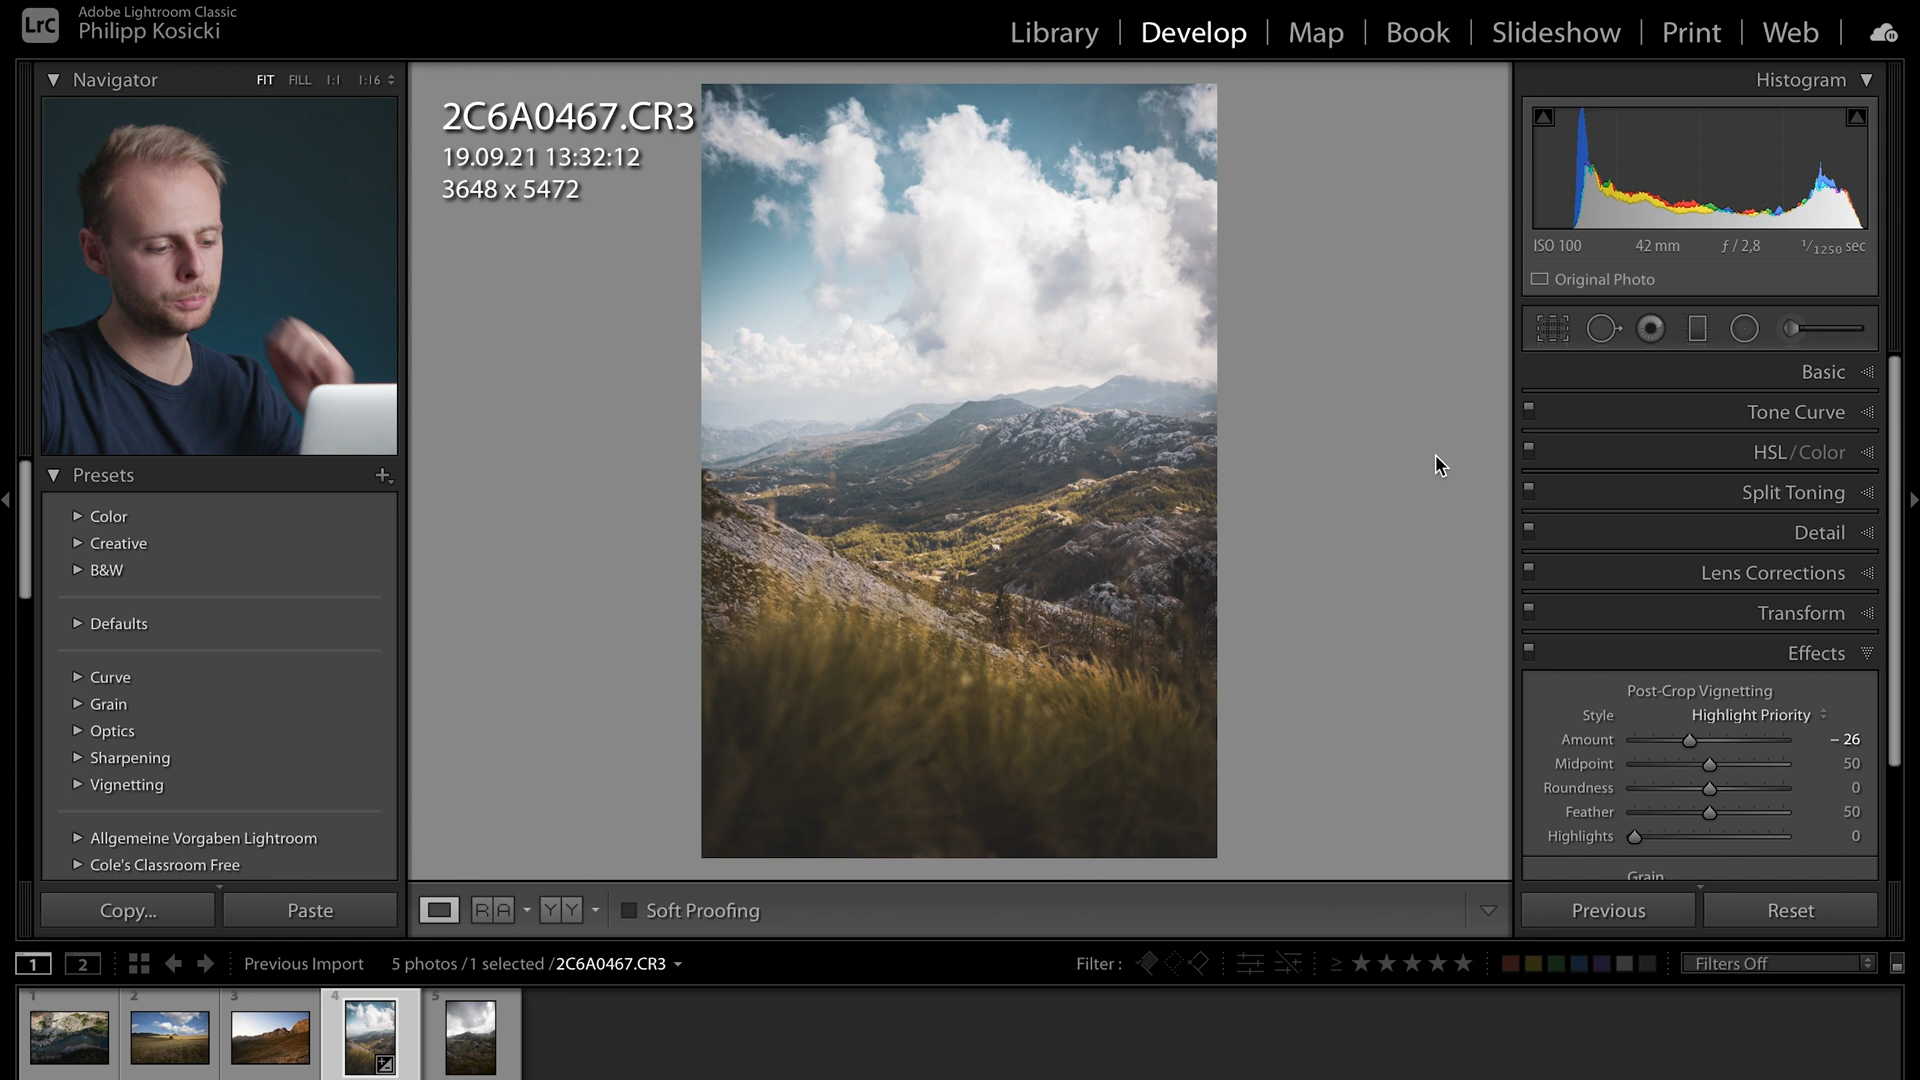 LrC
Adobe Lightroom Classic
Philipp Kosicki
Library | Develop | Map | Book | Slideshow | Print | Web
Navigator FIT FILL 1:1 1:16
2C6A0467.CR3
19.09.21 13:32:12
3648 x 5472
Presets
Color
Creative
B&W
Defaults
Curve
Grain
Optics
Sharpening
Vignetting
Allgemeine Vorgaben Lightroom
Cole's Classroom Free
Copy... Paste
R A Y Y Soft Proofing
Histogram
ISO 100 42 mm ƒ / 2,8 1/1250 sec
Original Photo
Basic
Tone Curve
HSL / Color
Split Toning
Detail
Lens Corrections
Transform
Effects
Post-Crop Vignetting
Style Highlight Priority
Amount – 26
Midpoint 50
Roundness 0
Feather 50
Highlights 0
Grain
Previous Reset
1 2 Previous Import 5 photos / 1 selected / 2C6A0467.CR3 Filter : ≥ ★★★★★ Filters Off
1 2 3 4 5